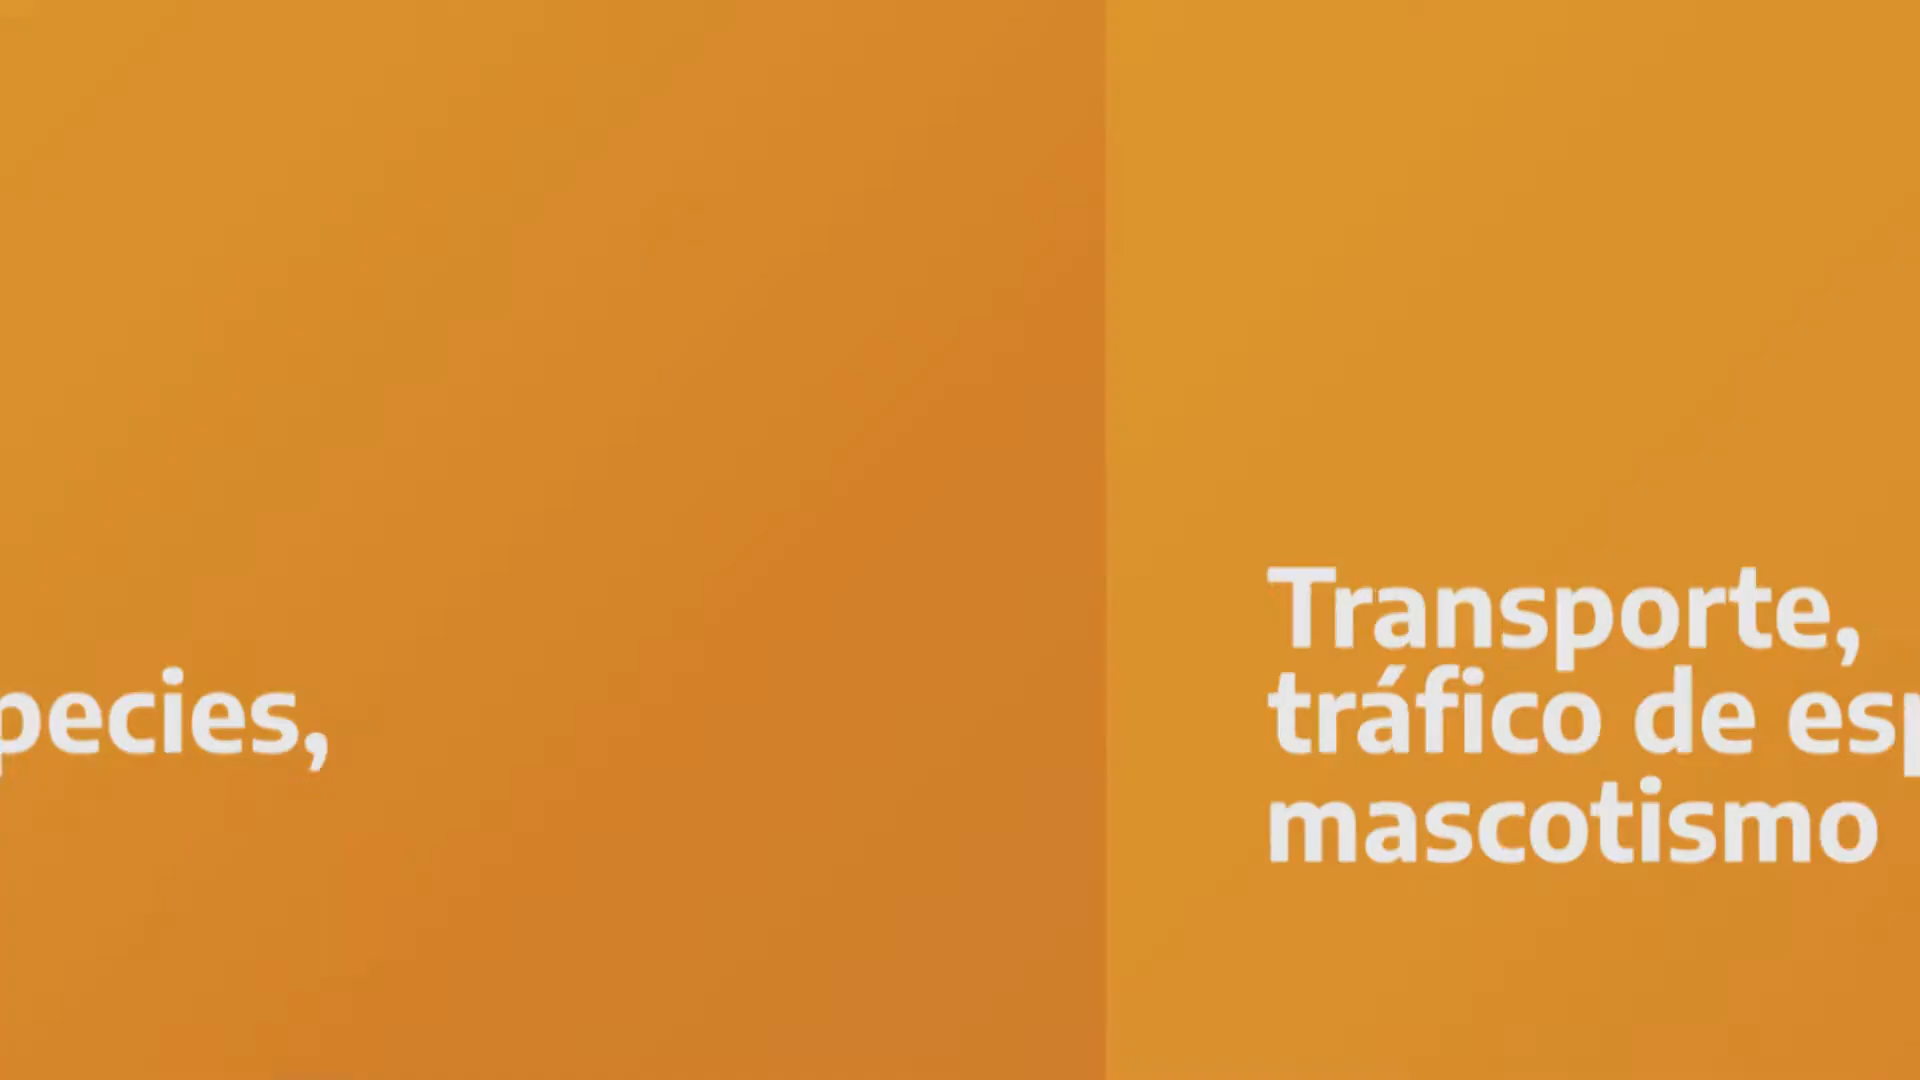 pecies,
Transporte,
tráfico de esp
mascotismo